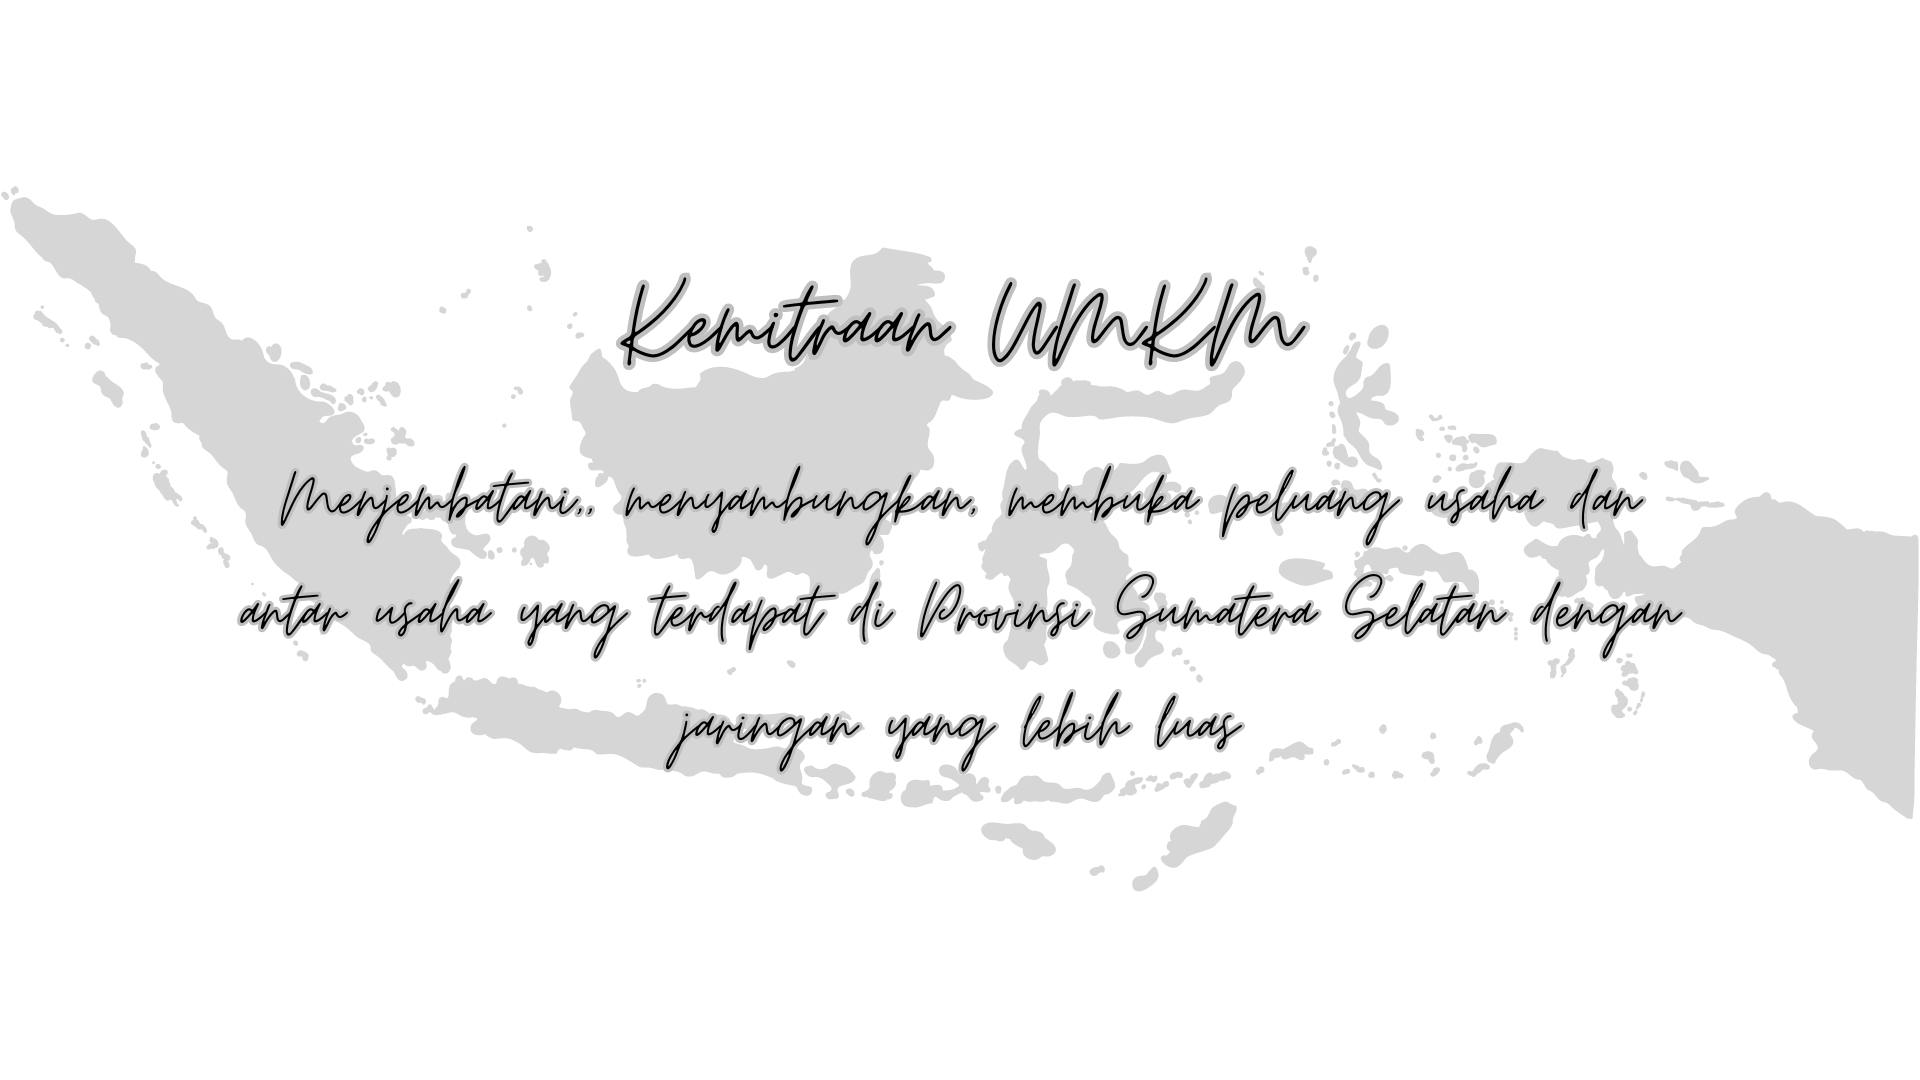 Kemitraan UMKM
Menjembatani,, menyambungkan, membuka peluang usaha dan
antar usaha yang terdapat di Provinsi Sumatera Selatan dengan
jaringan yang lebih luas